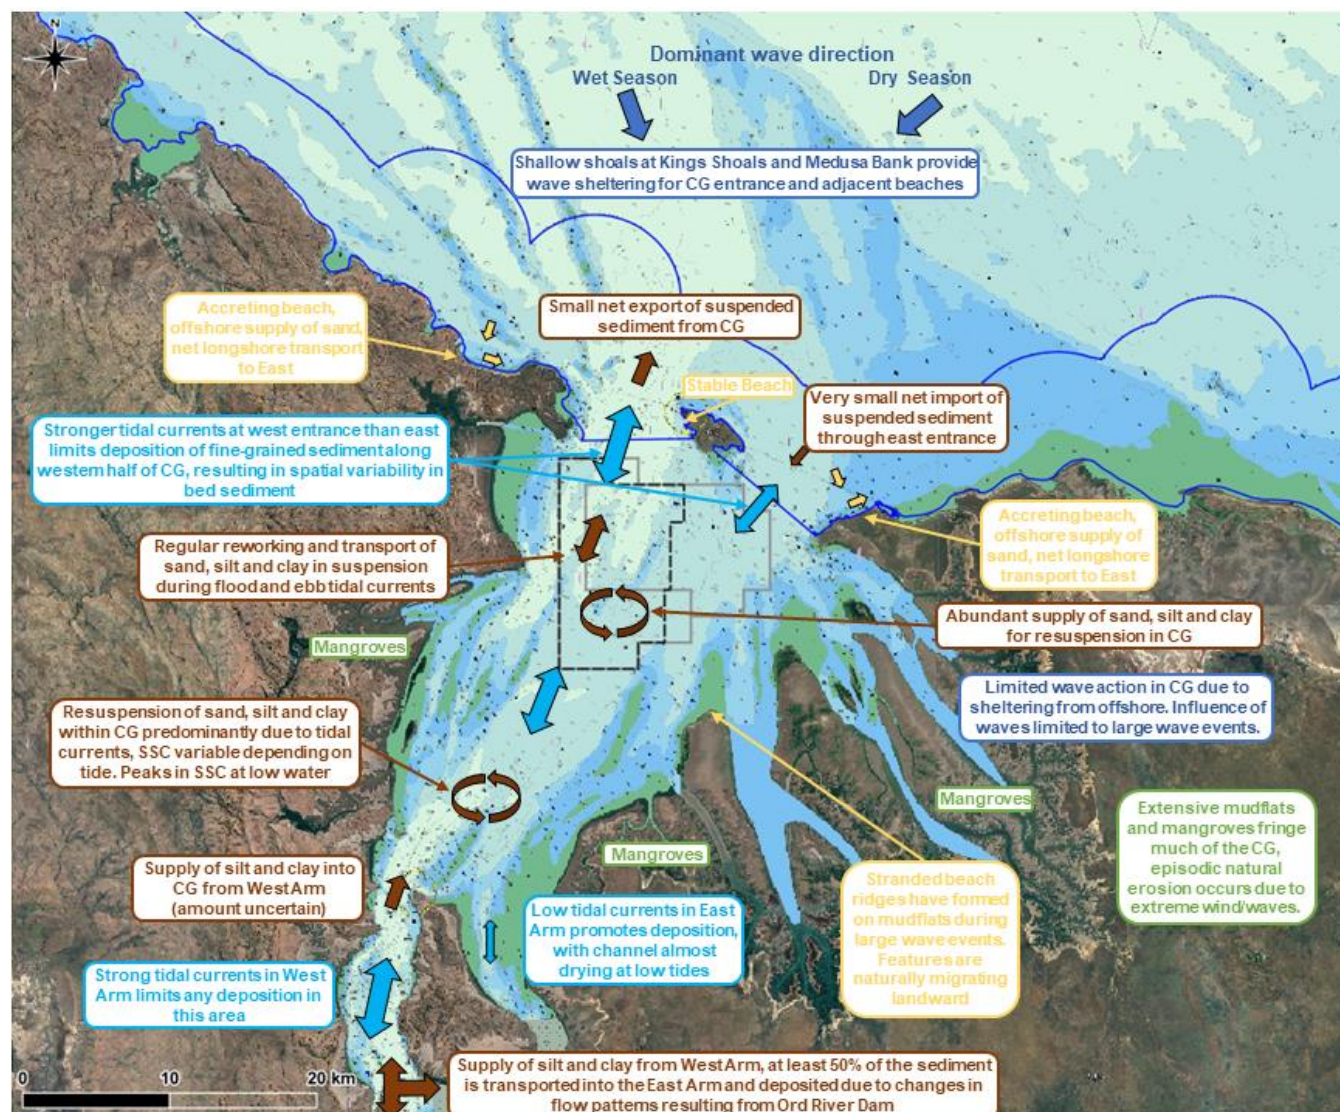 N
Dominant wave direction
Wet Season
Dry Season
Shallow shoals at Kings Shoals and Medusa Bank provide
wave sheltering for CG entrance and adjacent beaches
Accreting beach,
offshore supply of sand,
net longshore transport
to East
Small net export of suspended
sediment from CG
Stable Beach
Very small net import of
suspended sediment
through east entrance
Stronger tidal currents at west entrance than east
limits deposition of fine-grained sediment along
western half of CG, resulting in spatial variability in
bed sediment
Accreting beach,
offshore supply of
sand, net longshore
transport to East
Regular reworking and transport of
sand, silt and clay in suspension
during flood and ebb tidal currents
Abundant supply of sand, silt and clay
for resuspension in CG
Mangroves
Limited wave action in CG due to
sheltering from offshore. Influence of
waves limited to large wave events.
Resuspension of sand, silt and clay
within CG predominantly due to tidal
currents, SSC variable depending on
tide. Peaks in SSC at low water
Mangroves
Extensive mudflats
and mangroves fringe
much of the CG,
episodic natural
erosion occurs due to
extreme wind/waves.
Mangroves
Supply of silt and clay into
CG from West Arm
(amount uncertain)
Stranded beach
ridges have formed
on mudflats during
large wave events.
Features are
naturally migrating
landward
Low tidal currents in East
Arm promotes deposition,
with channel almost
drying at low tides
Strong tidal currents in West
Arm limits any deposition in
this area
Supply of silt and clay from West Arm, at least 50% of the sediment
is transported into the East Arm and deposited due to changes in
flow patterns resulting from Ord River Dam
0 10 20 km